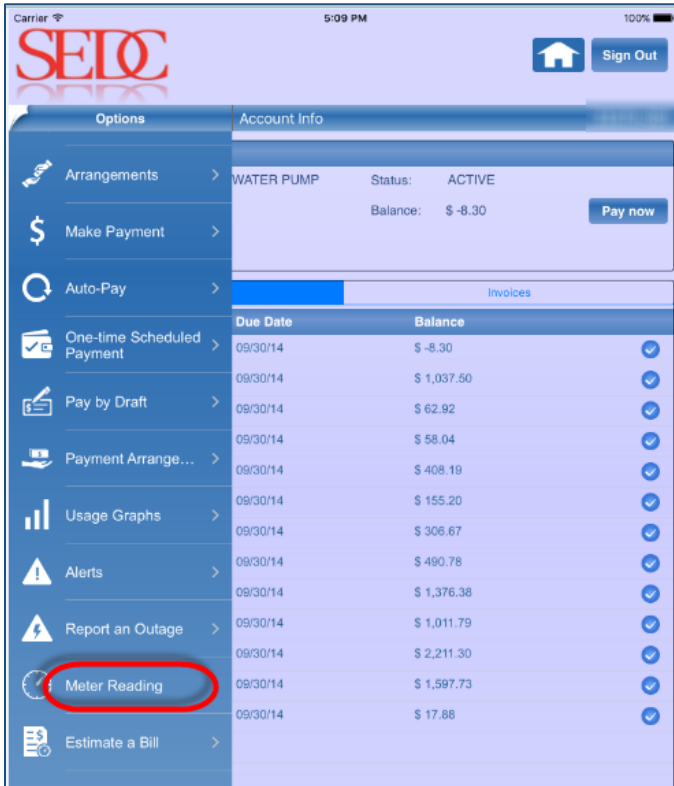 Carrier 5:09 PM 100%
SEDC
Sign Out
Options Account Info
Arrangements
WATER PUMP Status: ACTIVE
Balance: $ -8.30 Pay now
Make Payment
Auto-Pay
Invoices
Due Date Balance
One-time Scheduled
Payment
09/30/14 $ -8.30
09/30/14 $ 1,037.50
Pay by Draft
09/30/14 $ 62.92
09/30/14 $ 58.04
Payment Arrange...
09/30/14 $ 408.19
09/30/14 $ 155.20
Usage Graphs
09/30/14 $ 306.67
09/30/14 $ 490.78
Alerts
09/30/14 $ 1,376.38
09/30/14 $ 1,011.79
Report an Outage
09/30/14 $ 2,211.30
09/30/14 $ 1,597.73
Meter Reading
09/30/14 $ 17.88
Estimate a Bill